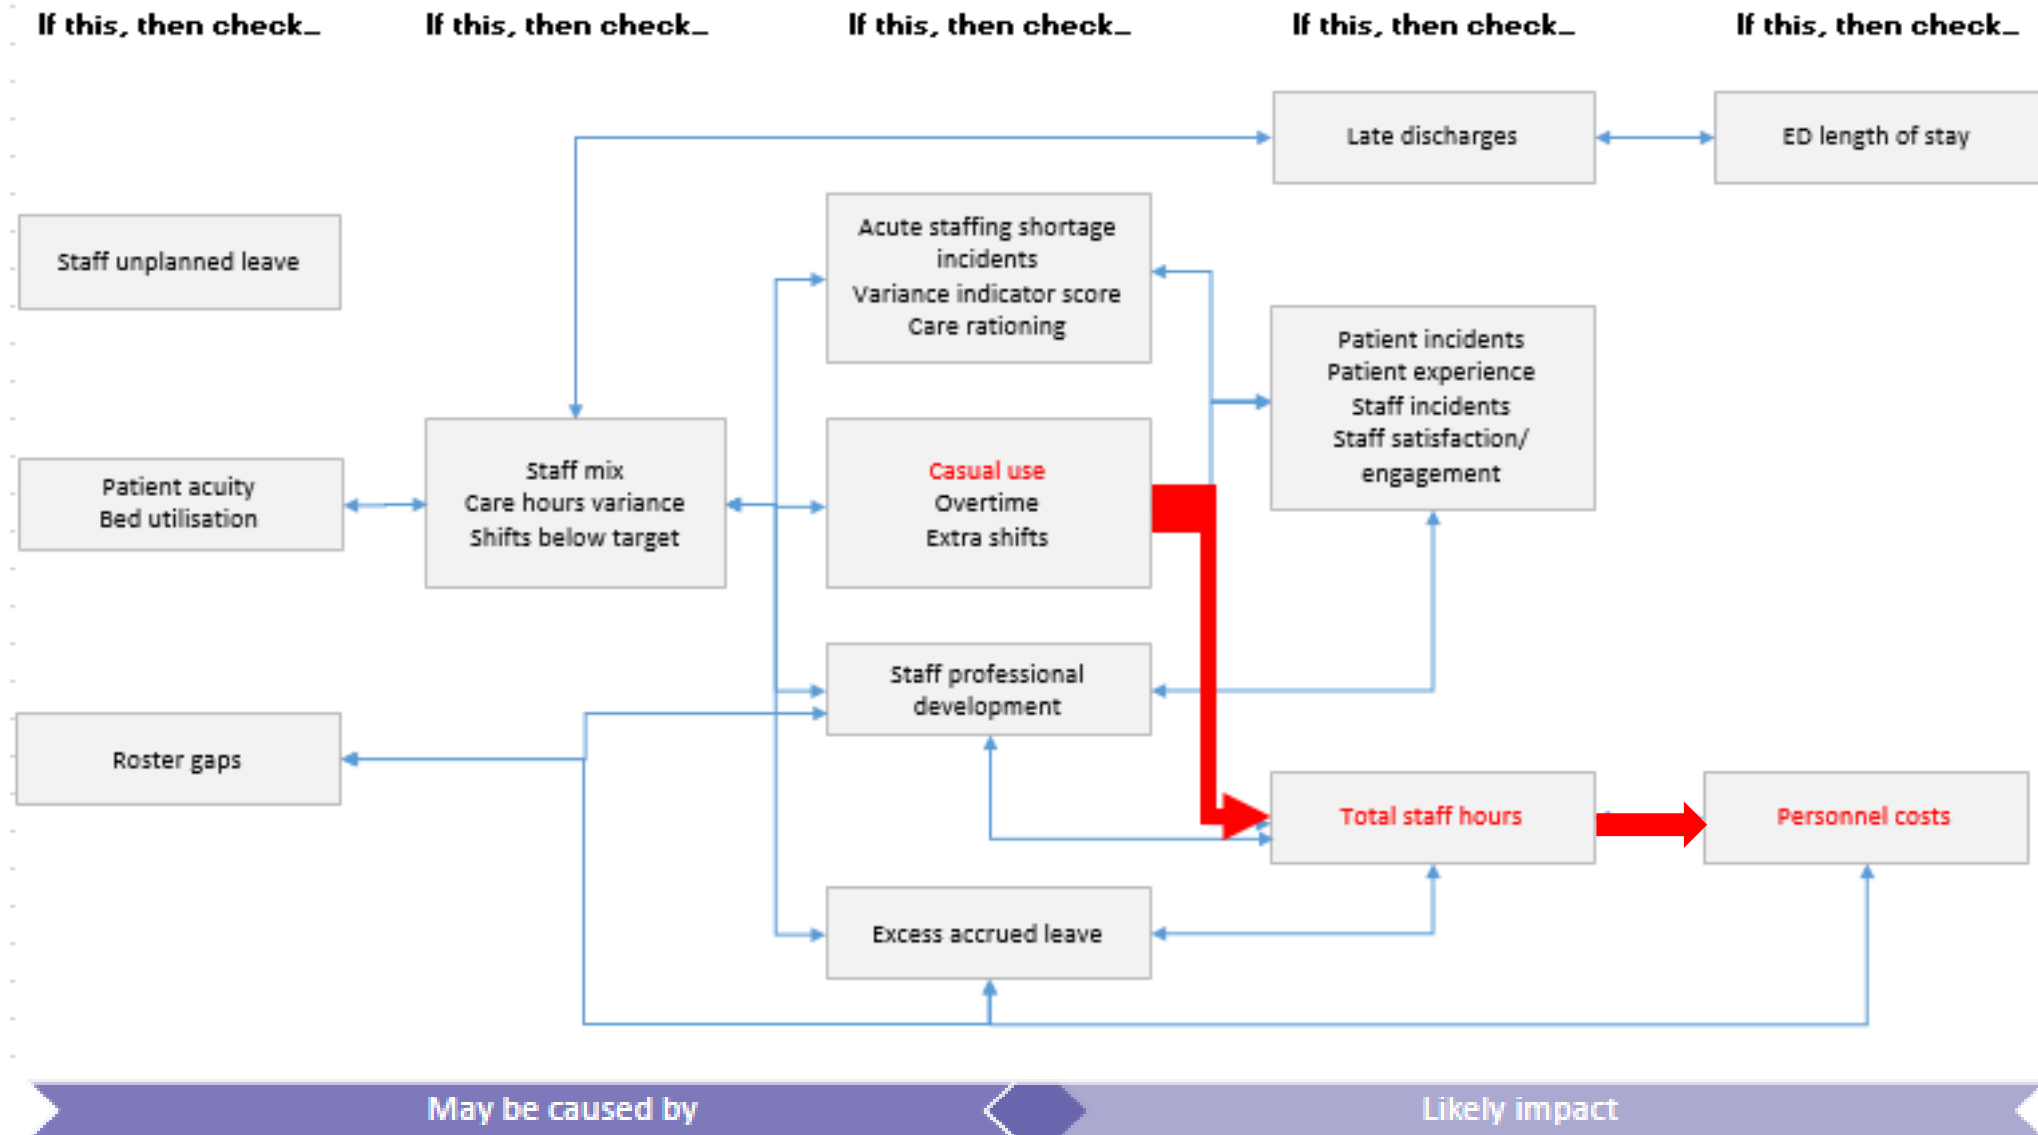 If this, then check...
If this, then check...
If this, then check...
If this, then check...
If this, then check...
Late discharges
ED length of stay
Staff unplanned leave
Acute staffing shortage
incidents
Variance indicator score
Care rationing
Patient incidents
Patient experience
Staff incidents
Staff satisfaction/
engagement
Patient acuity
Bed utilisation
Staff mix
Care hours variance
Shifts below target
Casual use
Overtime
Extra shifts
Staff professional
development
Roster gaps
Total staff hours
Personnel costs
Excess accrued leave
May be caused by
Likely impact